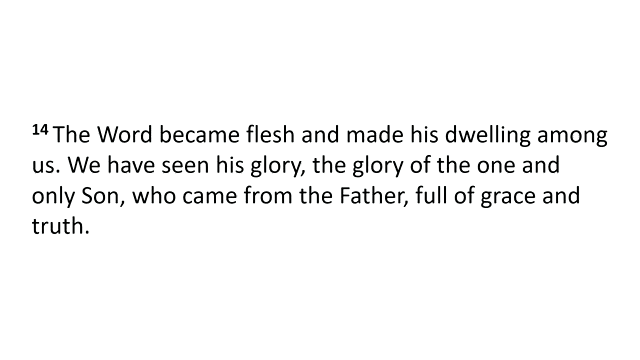 14 The Word became flesh and made his dwelling among
us. We have seen his glory, the glory of the one and
only Son, who came from the Father, full of grace and
truth.